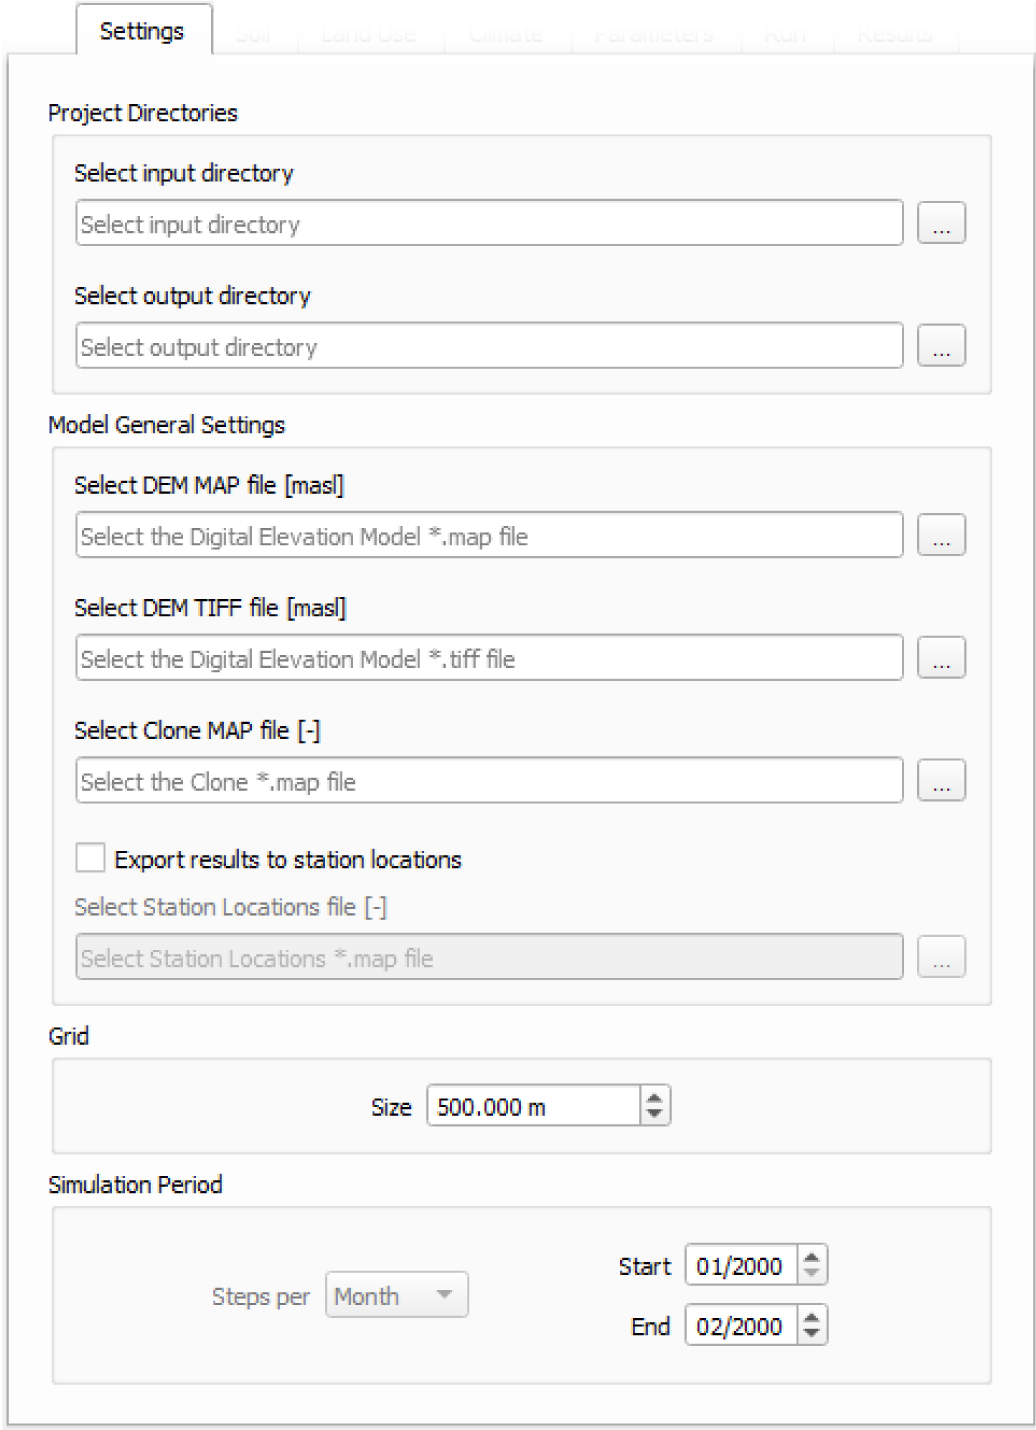 Settings Soil Land Use Climate Parameters Run Results
Project Directories
Select input directory
Select input directory
...
Select output directory
Select output directory
...
Model General Settings
Select DEM MAP file [masl]
Select the Digital Elevation Model *.map file
...
Select DEM TIFF file [masl]
Select the Digital Elevation Model *.tiff file
...
Select Clone MAP file [-]
Select the Clone *.map file
...
Export results to station locations
Select Station Locations file [-]
Select Station Locations *.map file
...
Grid
Size 500.000 m
Simulation Period
Start 01/2000
Steps per Month
End 02/2000